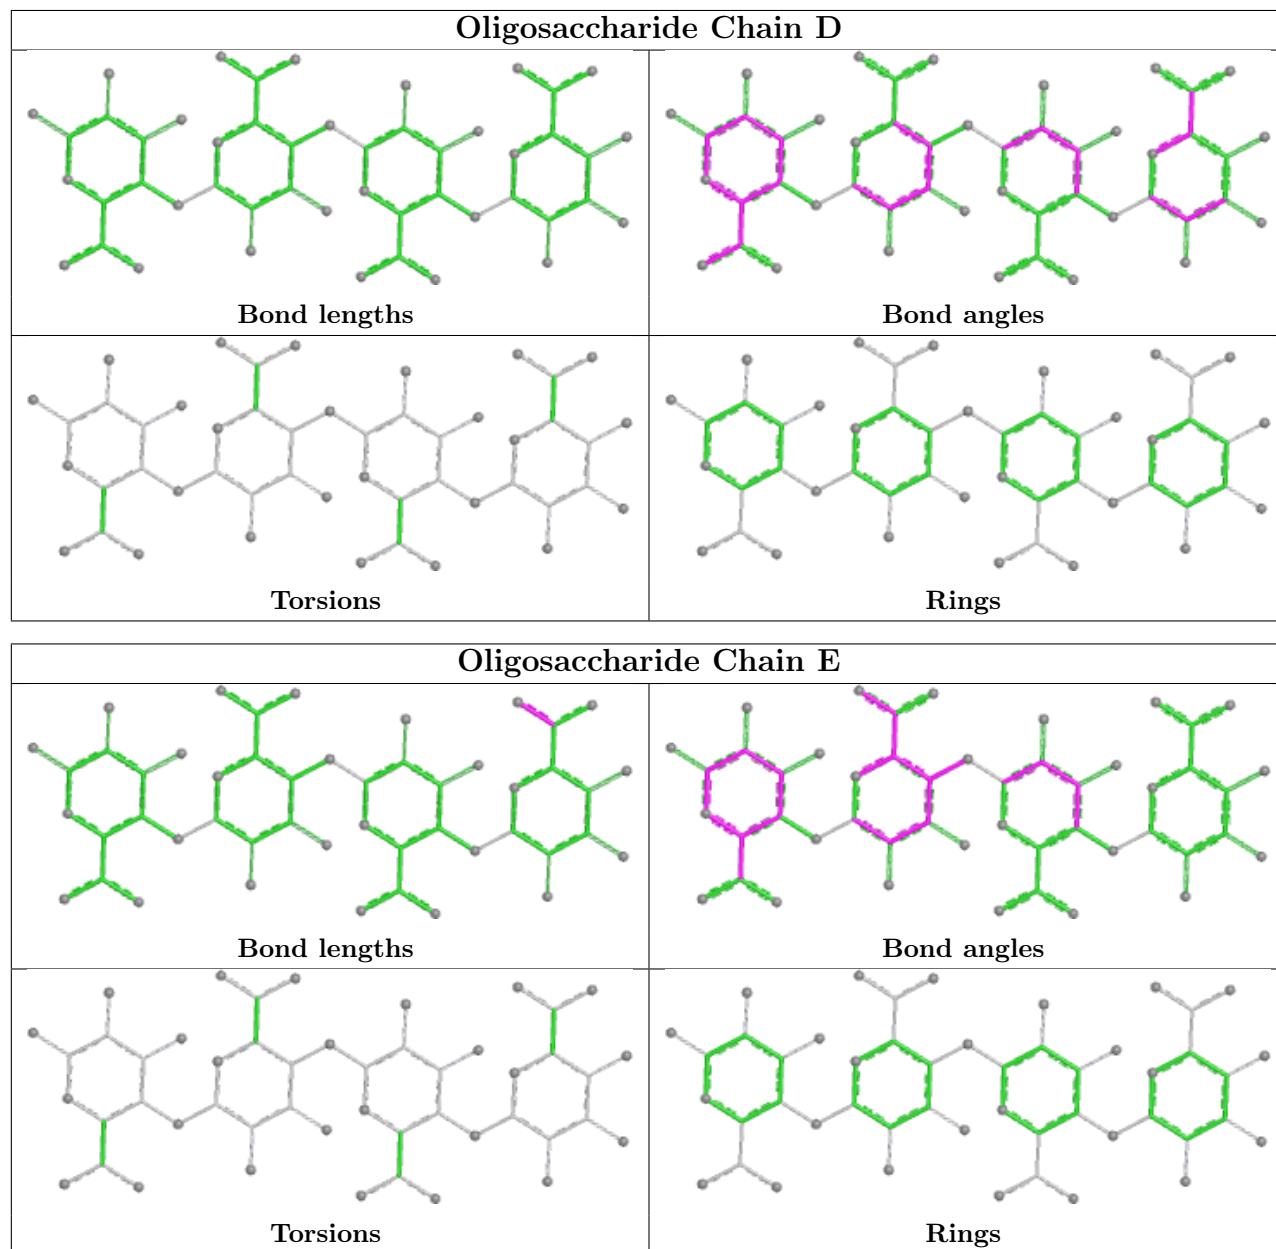 Oligosaccharide Chain D
Bond lengths
Bond angles
Torsions
Rings
Oligosaccharide Chain E
Bond lengths
Bond angles
Torsions
Rings